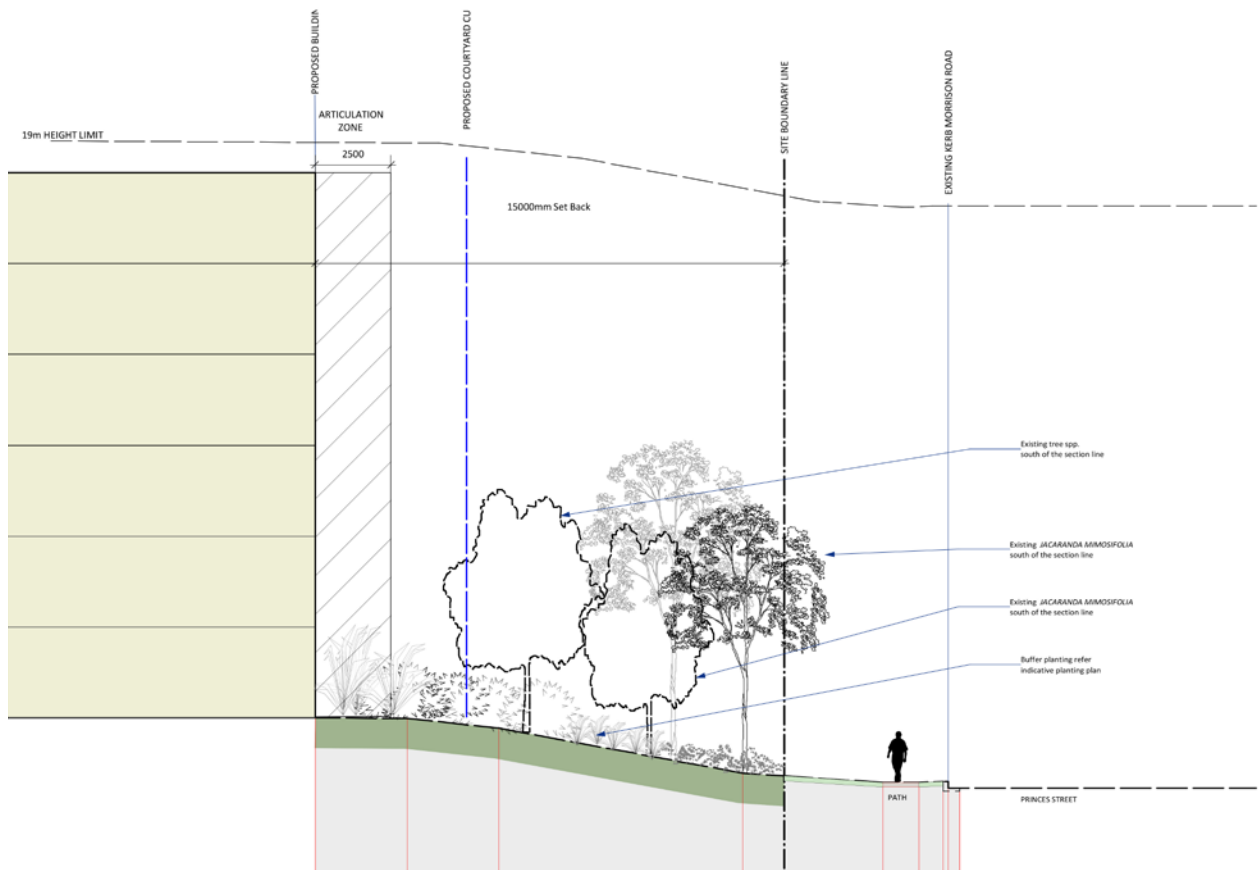 PROPOSED
PROPOSED COURTYARD
SITE BOUNDARY LINE
EXISTING KERB MORRISON ROAD
ARTICULATION
ZONE
19m HEIGHT LIMIT
2500
15000mm Set Back
Existing tree spp.
south of the section line
Existing JACARANDA MIMOSIFOLIA
south of the section line
Existing JACARANDA MIMOSIFOLIA
south of the section line
Buffer planting refer
indicative planting plan
PATH
PRINCES STREET